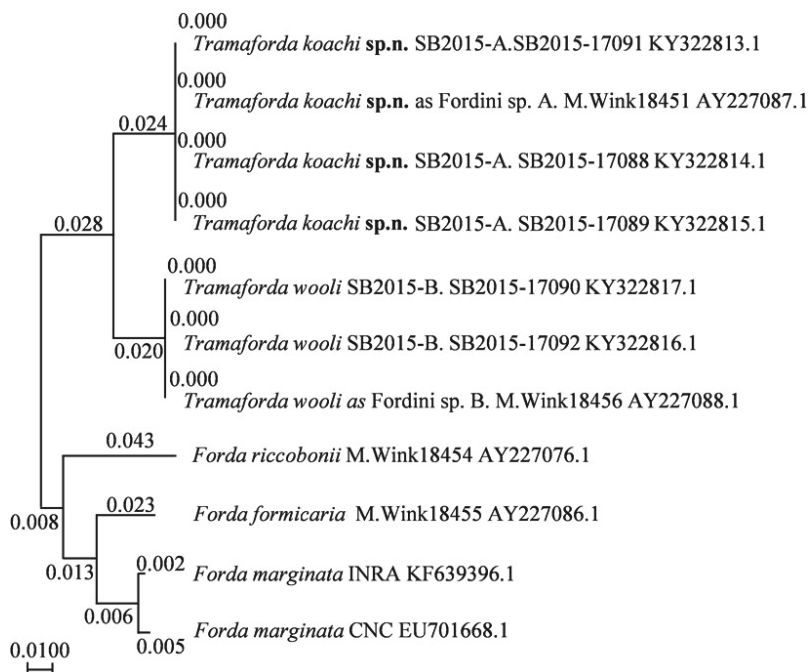 0.000
Tramaforda koachi sp.n. SB2015-A.SB2015-17091 KY322813.1
0.000
Tramaforda koachi sp.n. as Fordini sp. A. M.Wink18451 AY227087.1
0.024
0.000
Tramaforda koachi sp.n. SB2015-A. SB2015-17088 KY322814.1
0.000
Tramaforda koachi sp.n. SB2015-A. SB2015-17089 KY322815.1
0.028
0.000
Tramaforda wooli SB2015-B. SB2015-17090 KY322817.1
0.000
Tramaforda wooli SB2015-B. SB2015-17092 KY322816.1
0.020
0.000
Tramaforda wooli as Fordini sp. B. M.Wink18456 AY227088.1
0.043
Forda riccobonii M.Wink18454 AY227076.1
0.023
Forda formicaria M.Wink18455 AY227086.1
0.008
0.002
0.013
Forda marginata INRA KF639396.1
0.006
Forda marginata CNC EU701668.1
0.005
0.0100